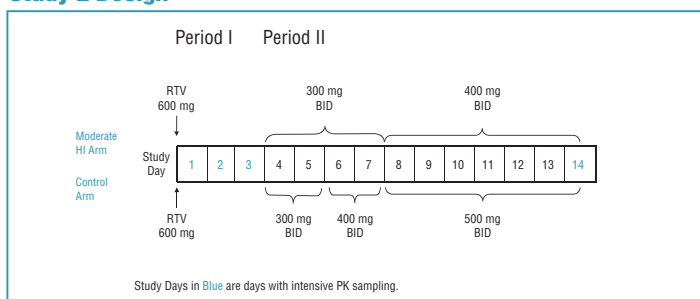 Study 2 Design
Period I Period II
RTV
600 mg
300 mg
BID
400 mg
BID
Moderate
HI Arm
Control
Arm
Study
Day
1 2 3 4 5 6 7 8 9 10 11 12 13 14
RTV
600 mg
300 mg
BID
400 mg
BID
500 mg
BID
Study Days in Blue are days with intensive PK sampling.